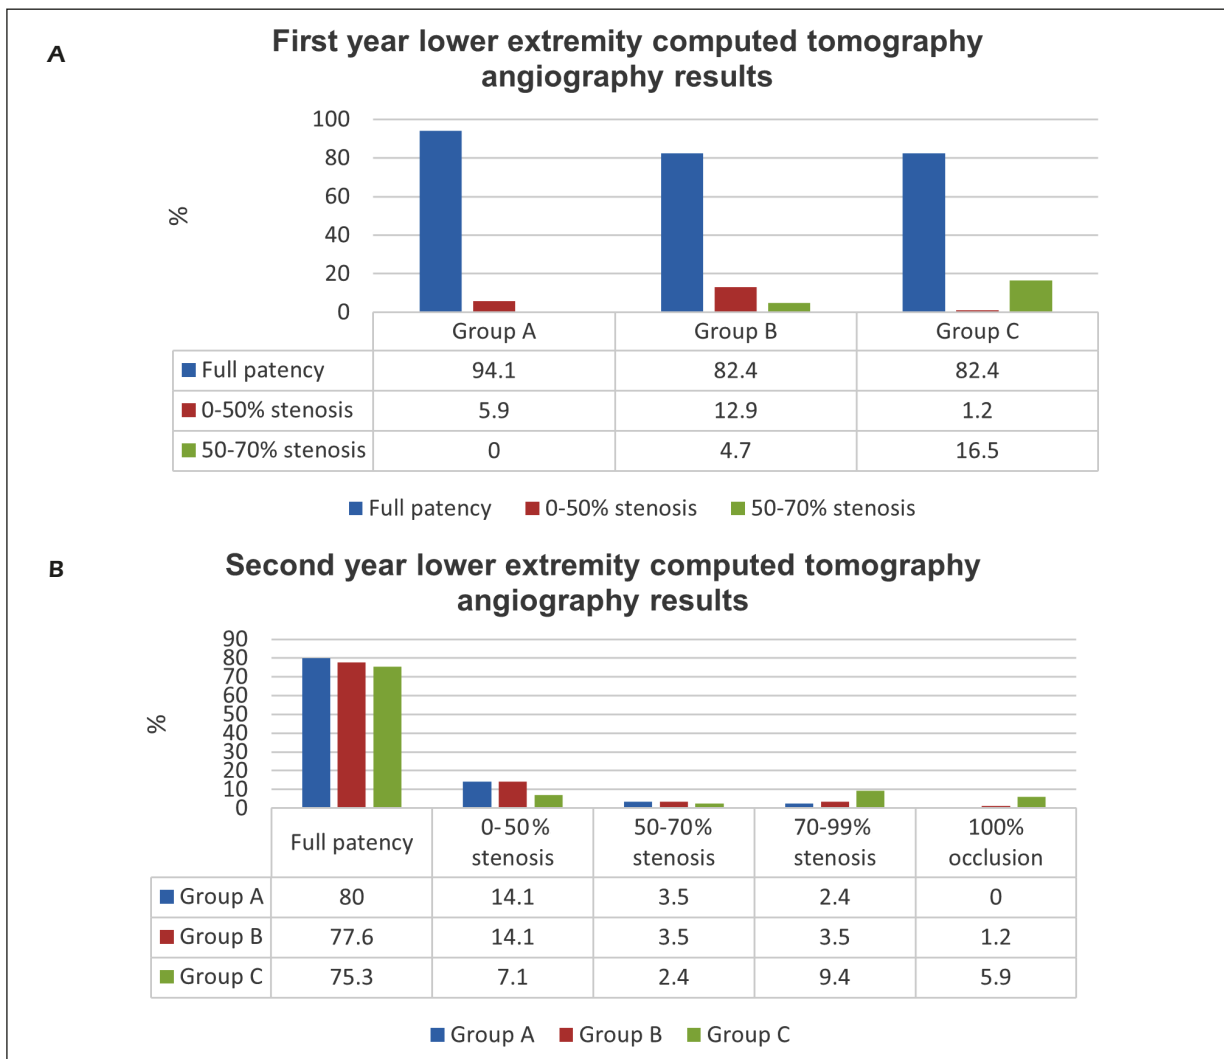 A
First year lower extremity computed tomography
angiography results
100
80
60
40
20
0
%
Group A Group B Group C
Full patency 94.1 82.4 82.4
0-50% stenosis 5.9 12.9 1.2
50-70% stenosis 0 4.7 16.5
Full patency 0-50% stenosis 50-70% stenosis
B
Second year lower extremity computed tomography
angiography results
90
80
70
60
50
40
30
20
10
0
%
Full patency 0-50% stenosis 50-70% stenosis 70-99% stenosis 100% occlusion
Group A 80 14.1 3.5 2.4 0
Group B 77.6 14.1 3.5 3.5 1.2
Group C 75.3 7.1 2.4 9.4 5.9
Group A Group B Group C